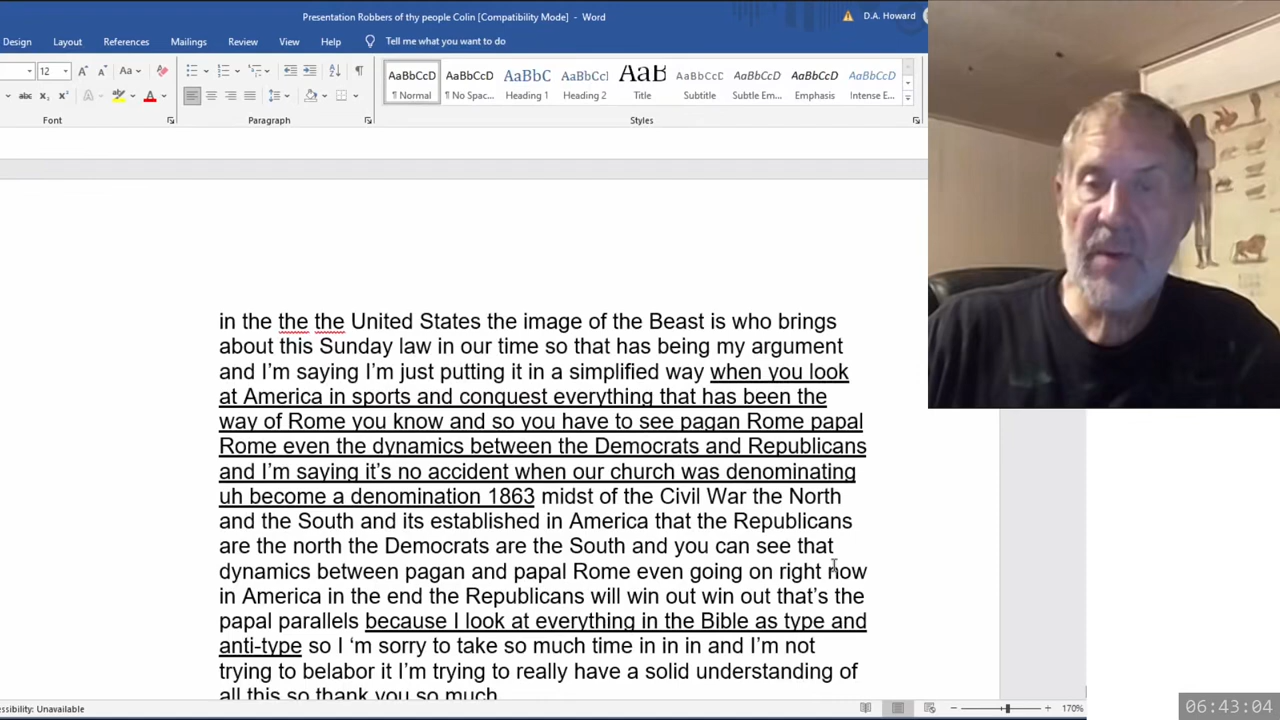 Presentation Robbers of thy people Colin [Compatibility Mode] - Word
D.A. Howard
Design Layout References Mailings Review View Help Tell me what you want to do
12
AaBbCcD AaBbCcD AaBbC AaBbCcl AaB AaBbCcD AaBbCcD AaBbCcD AaBbCcD
¶ Normal ¶ No Spac... Heading 1 Heading 2 Title Subtitle Subtle Em... Emphasis Intense E...
Font Paragraph Styles
in the the the United States the image of the Beast is who brings
about this Sunday law in our time so that has being my argument
and I’m saying I’m just putting it in a simplified way when you look
at America in sports and conquest everything that has been the
way of Rome you know and so you have to see pagan Rome papal
Rome even the dynamics between the Democrats and Republicans
and I’m saying it’s no accident when our church was denominating
uh become a denomination 1863 midst of the Civil War the North
and the South and its established in America that the Republicans
are the north the Democrats are the South and you can see that
dynamics between pagan and papal Rome even going on right now
in America in the end the Republicans will win out win out that’s the
papal parallels because I look at everything in the Bible as type and
anti-type so I ‘m sorry to take so much time in in in and I’m not
trying to belabor it I’m trying to really have a solid understanding of
all this so thank you so much
ssibility: Unavailable
170%
06:43:04